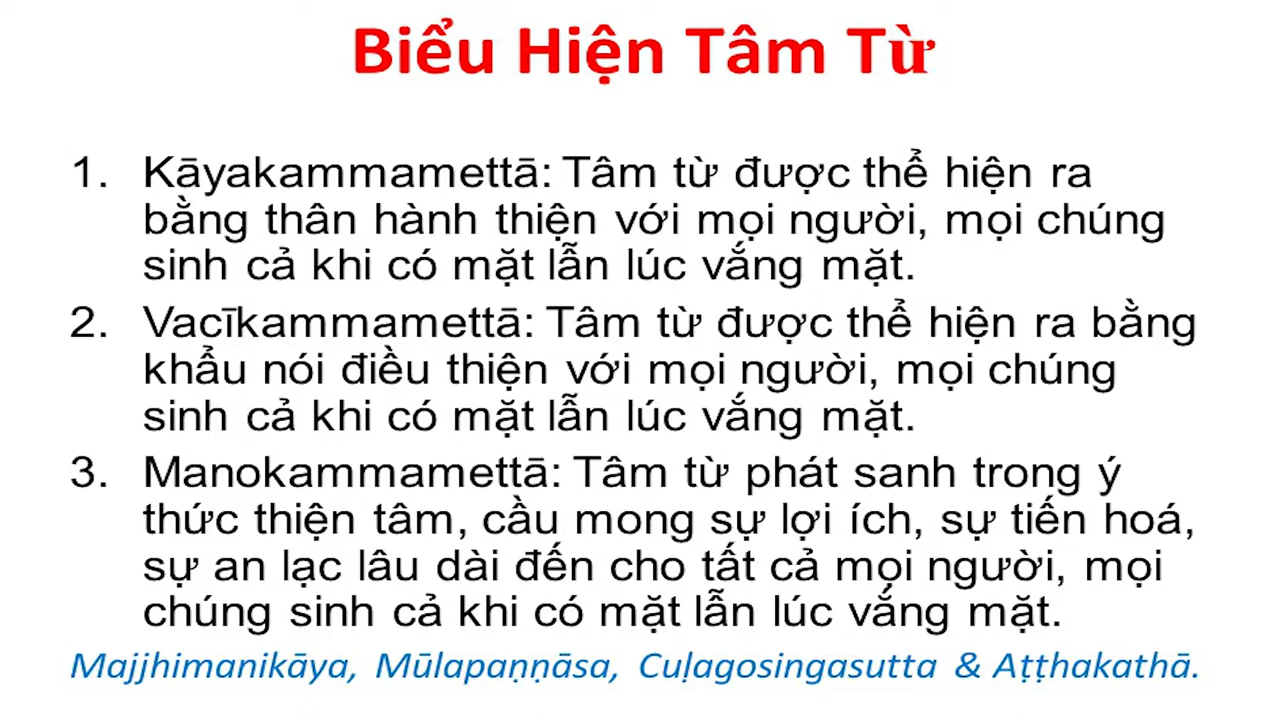 Biểu Hiện Tâm Từ
1. Kāyakammamettā: Tâm từ được thể hiện ra
bằng thân hành thiện với mọi người, mọi chúng
sinh cả khi có mặt lẫn lúc vắng mặt.
2. Vacīkammamettā: Tâm từ được thể hiện ra bằng
khẩu nói điều thiện với mọi người, mọi chúng
sinh cả khi có mặt lẫn lúc vắng mặt.
3. Manokammamettā: Tâm từ phát sanh trong ý
thức thiện tâm, cầu mong sự lợi ích, sự tiến hoá,
sự an lạc lâu dài đến cho tất cả mọi người, mọi
chúng sinh cả khi có mặt lẫn lúc vắng mặt.
Majjhimanikāya, Mūlapaṇṇāsa, Cuḷagosingasutta & Aṭṭhakathā.